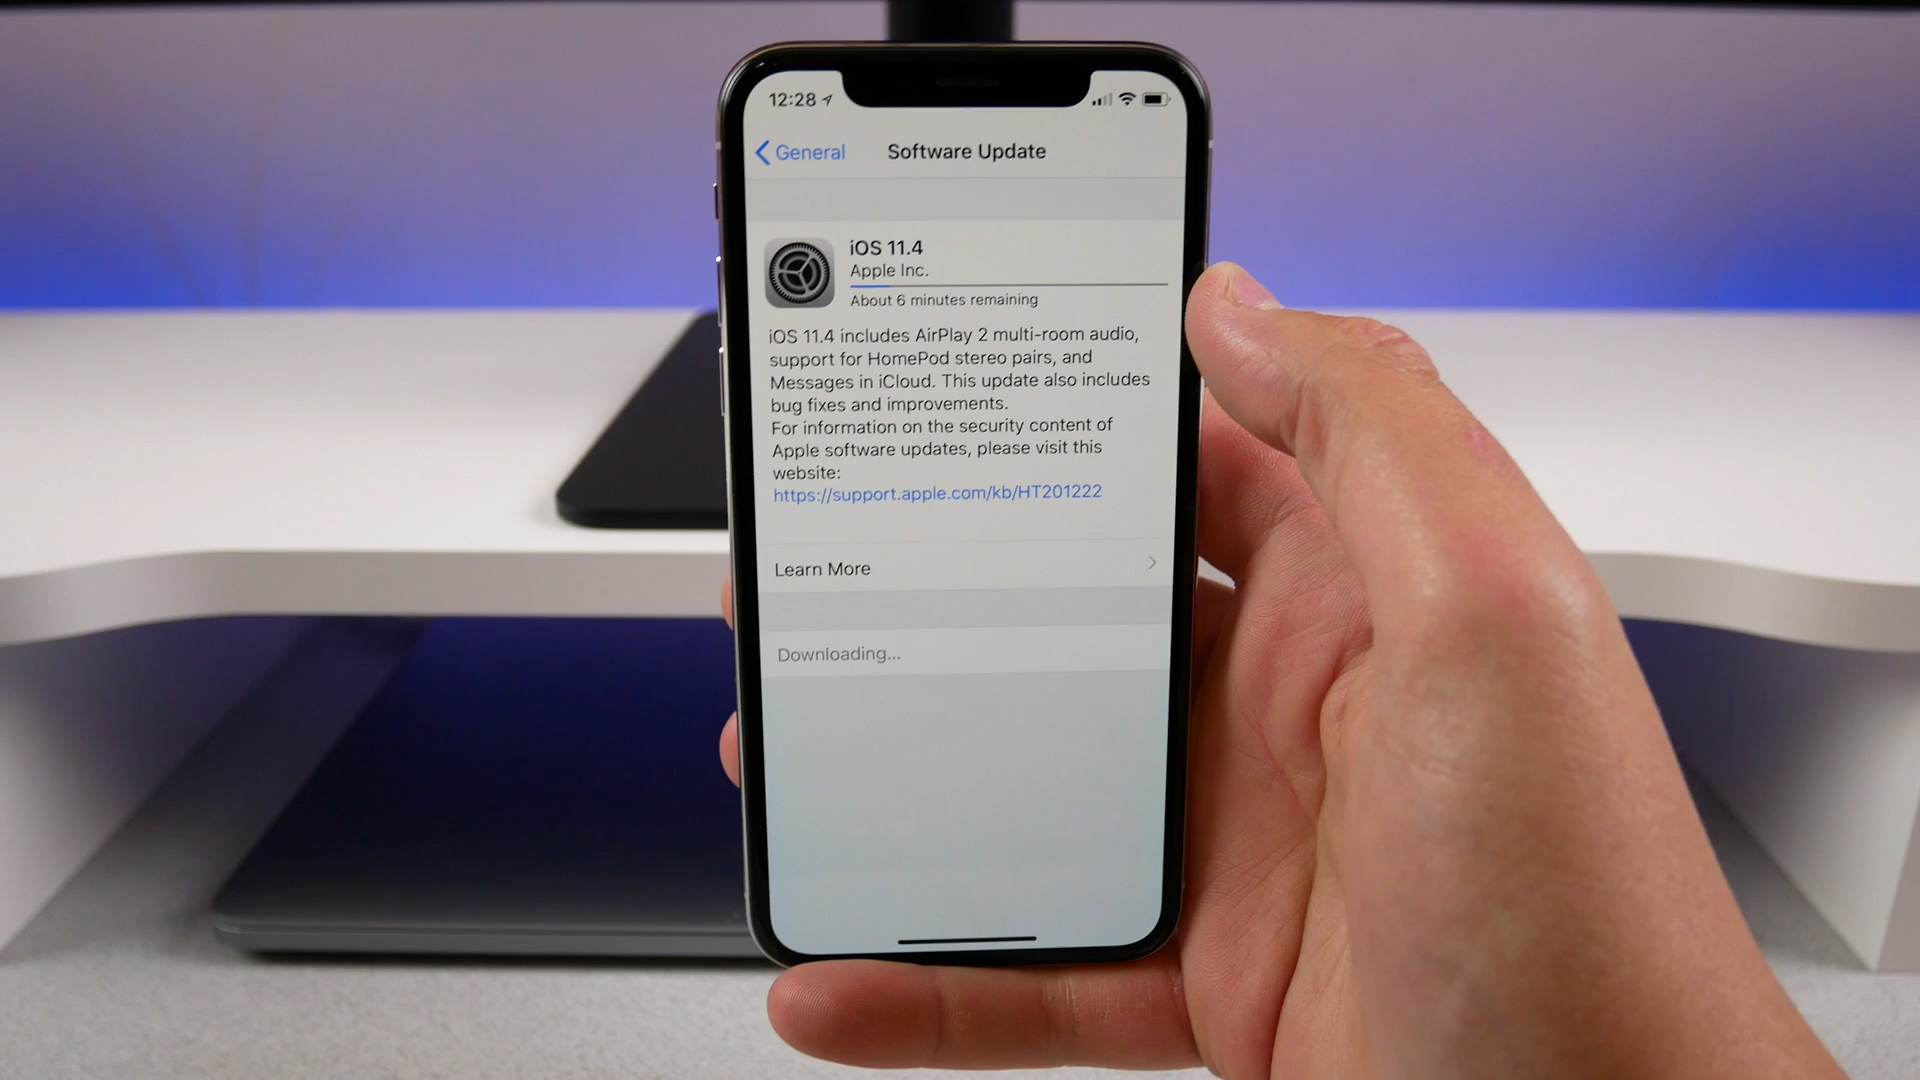 12:28
General
Software Update
iOS 11.4
Apple Inc.
About 6 minutes remaining
iOS 11.4 includes AirPlay 2 multi-room audio,
support for HomePod stereo pairs, and
Messages in iCloud. This update also includes
bug fixes and improvements.
For information on the security content of
Apple software updates, please visit this
website:
https://support.apple.com/kb/HT201222
Learn More
Downloading...